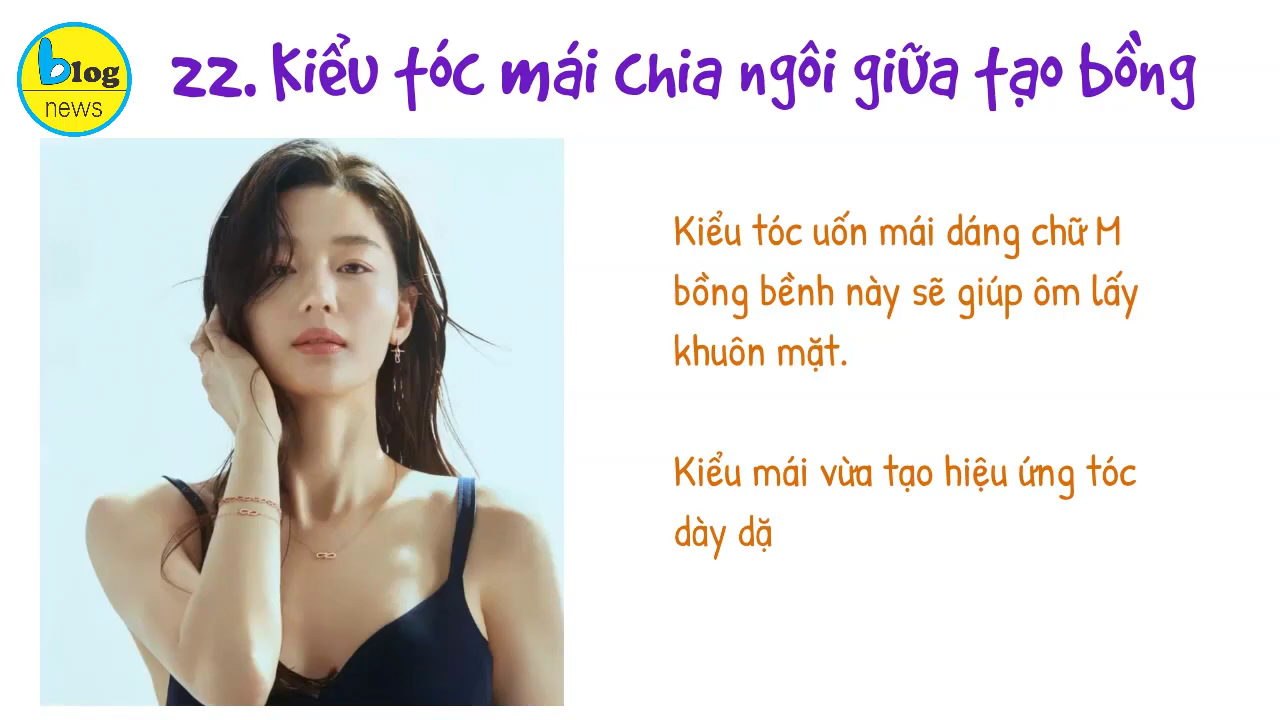 blog
news
22. Kiểu tóc mái chia ngôi giữa tạo bồng
Kiểu tóc uốn mái dáng chữ M
bồng bềnh này sẽ giúp ôm lấy
khuôn mặt.
Kiểu mái vừa tạo hiệu ứng tóc
dày dặ